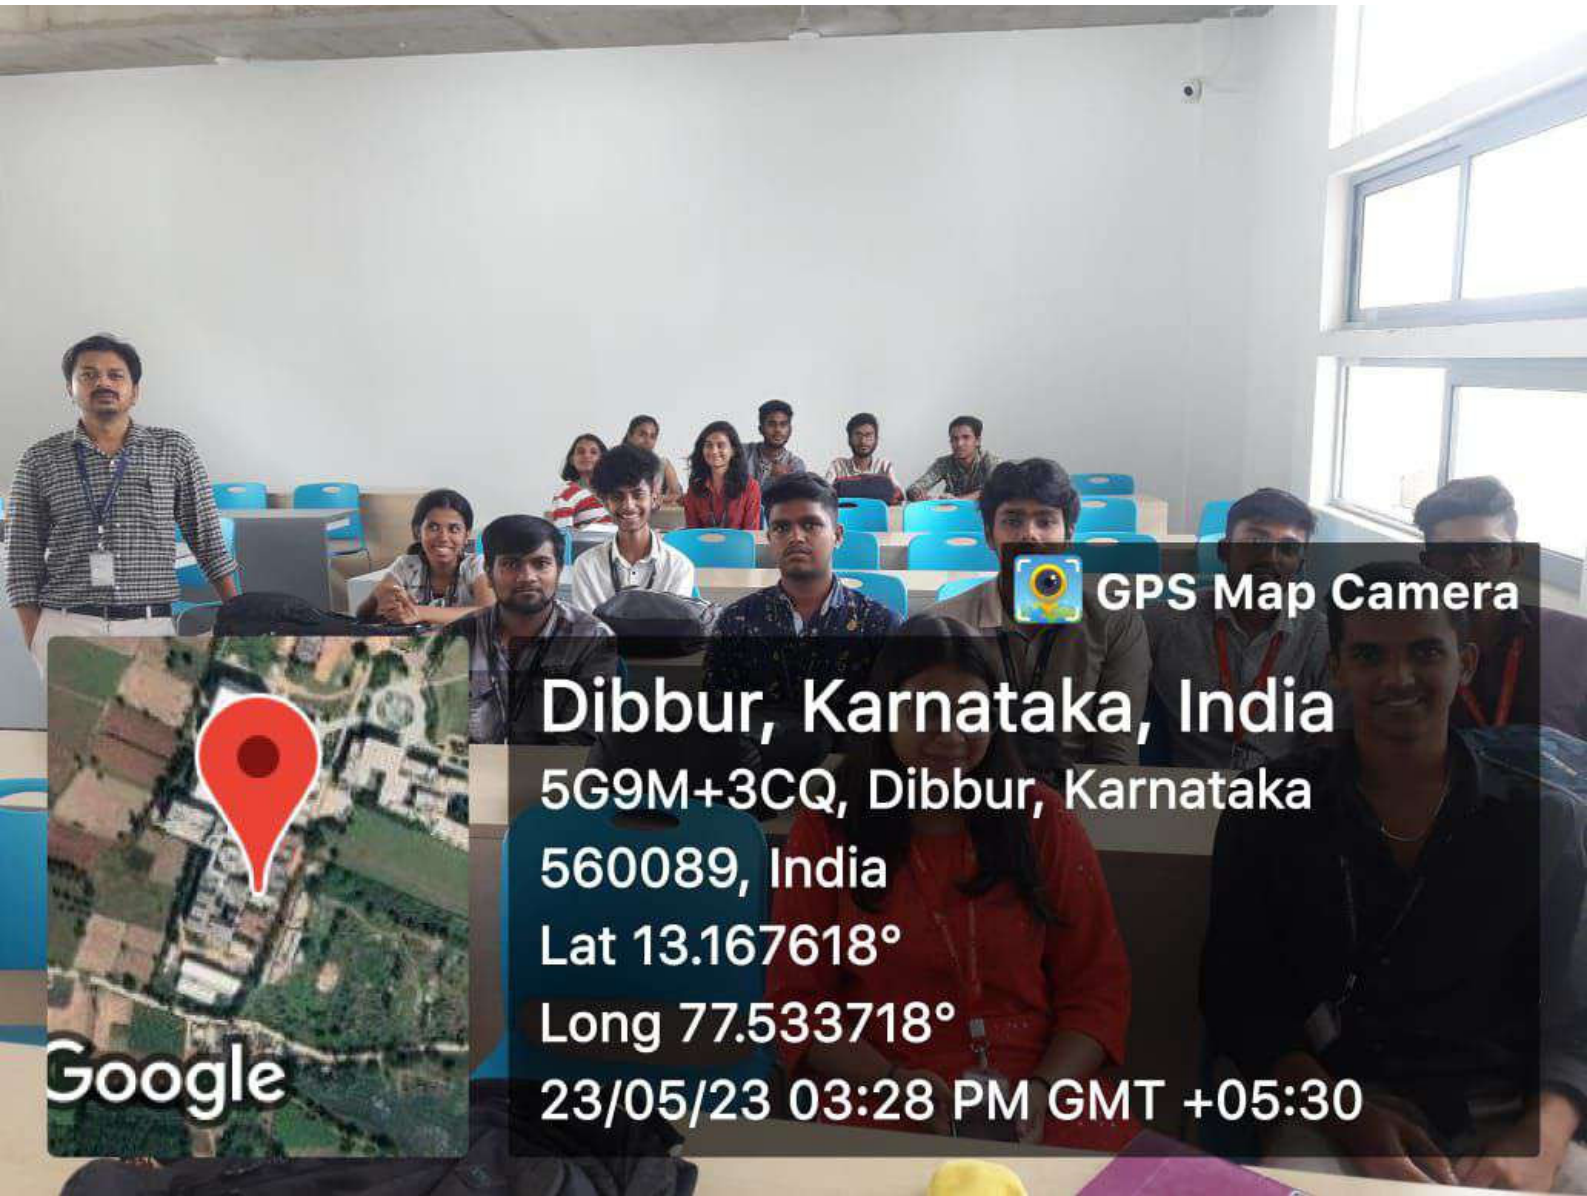 GPS Map Camera
Dibbur, Karnataka, India
5G9M+3CQ, Dibbur, Karnataka
560089, India
Lat 13.167618°
Long 77.533718°
23/05/23 03:28 PM GMT +05:30
Google